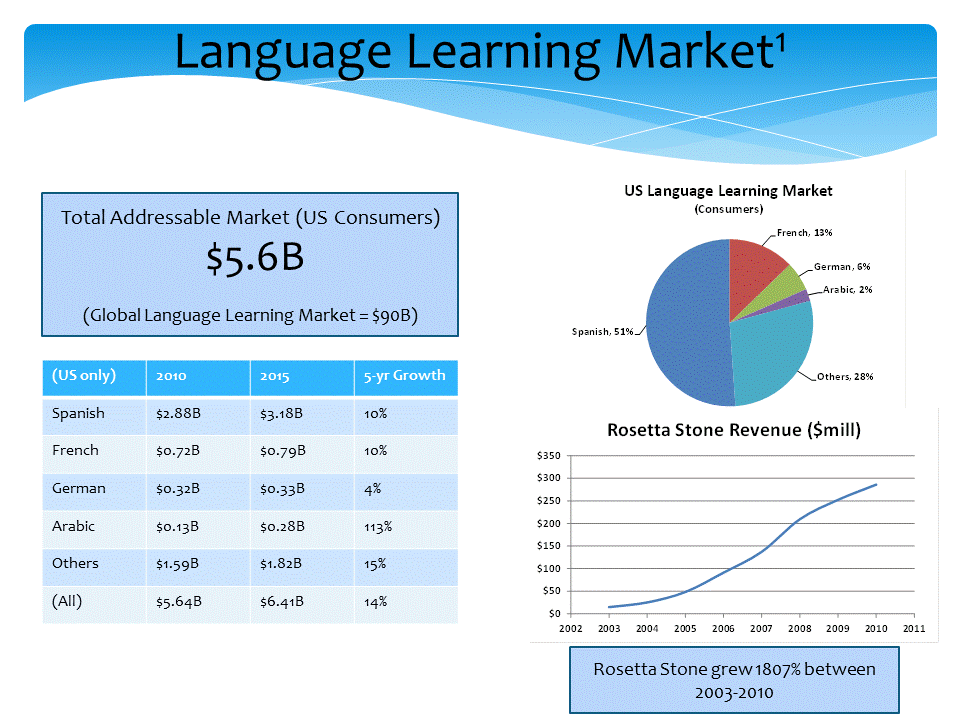 Language Learning Market¹
Total Addressable Market (US Consumers)
$5.6B
(Global Language Learning Market = $90B)
(US only) 2010 2015 5-yr Growth
Spanish $2.88B $3.18B 10%
French $0.72B $0.79B 10%
German $0.32B $0.33B 4%
Arabic $0.13B $0.28B 113%
Others $1.59B $1.82B 15%
(All) $5.64B $6.41B 14%
US Language Learning Market
(Consumers)
French, 13%
German, 6%
Arabic, 2%
Spanish, 51%
Others, 28%
Rosetta Stone Revenue ($mill)
$350
$300
$250
$200
$150
$100
$50
$0
2002 2003 2004 2005 2006 2007 2008 2009 2010 2011
Rosetta Stone grew 1807% between
2003-2010